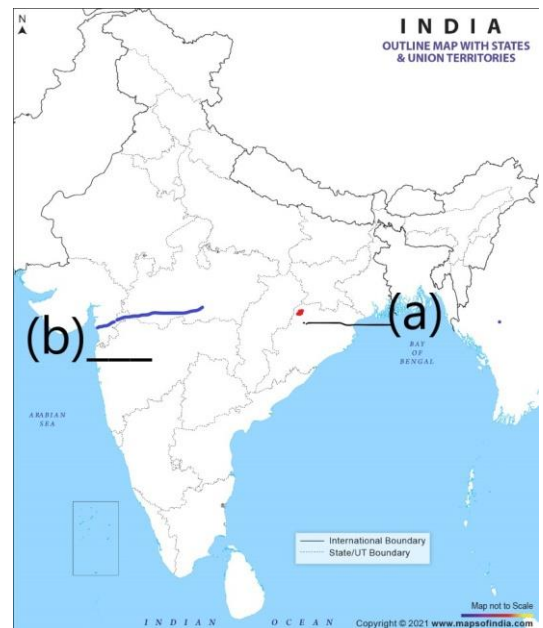 N
INDIA
OUTLINE MAP WITH STATES
& UNION TERRITORIES
(a)
(b)
BAY
OF
BENGAL
ARABIAN
SEA
International Boundary
State/UT Boundary
Map not to Scale
INDIAN OCEAN
Copyright © 2021 www.mapsofindia.com